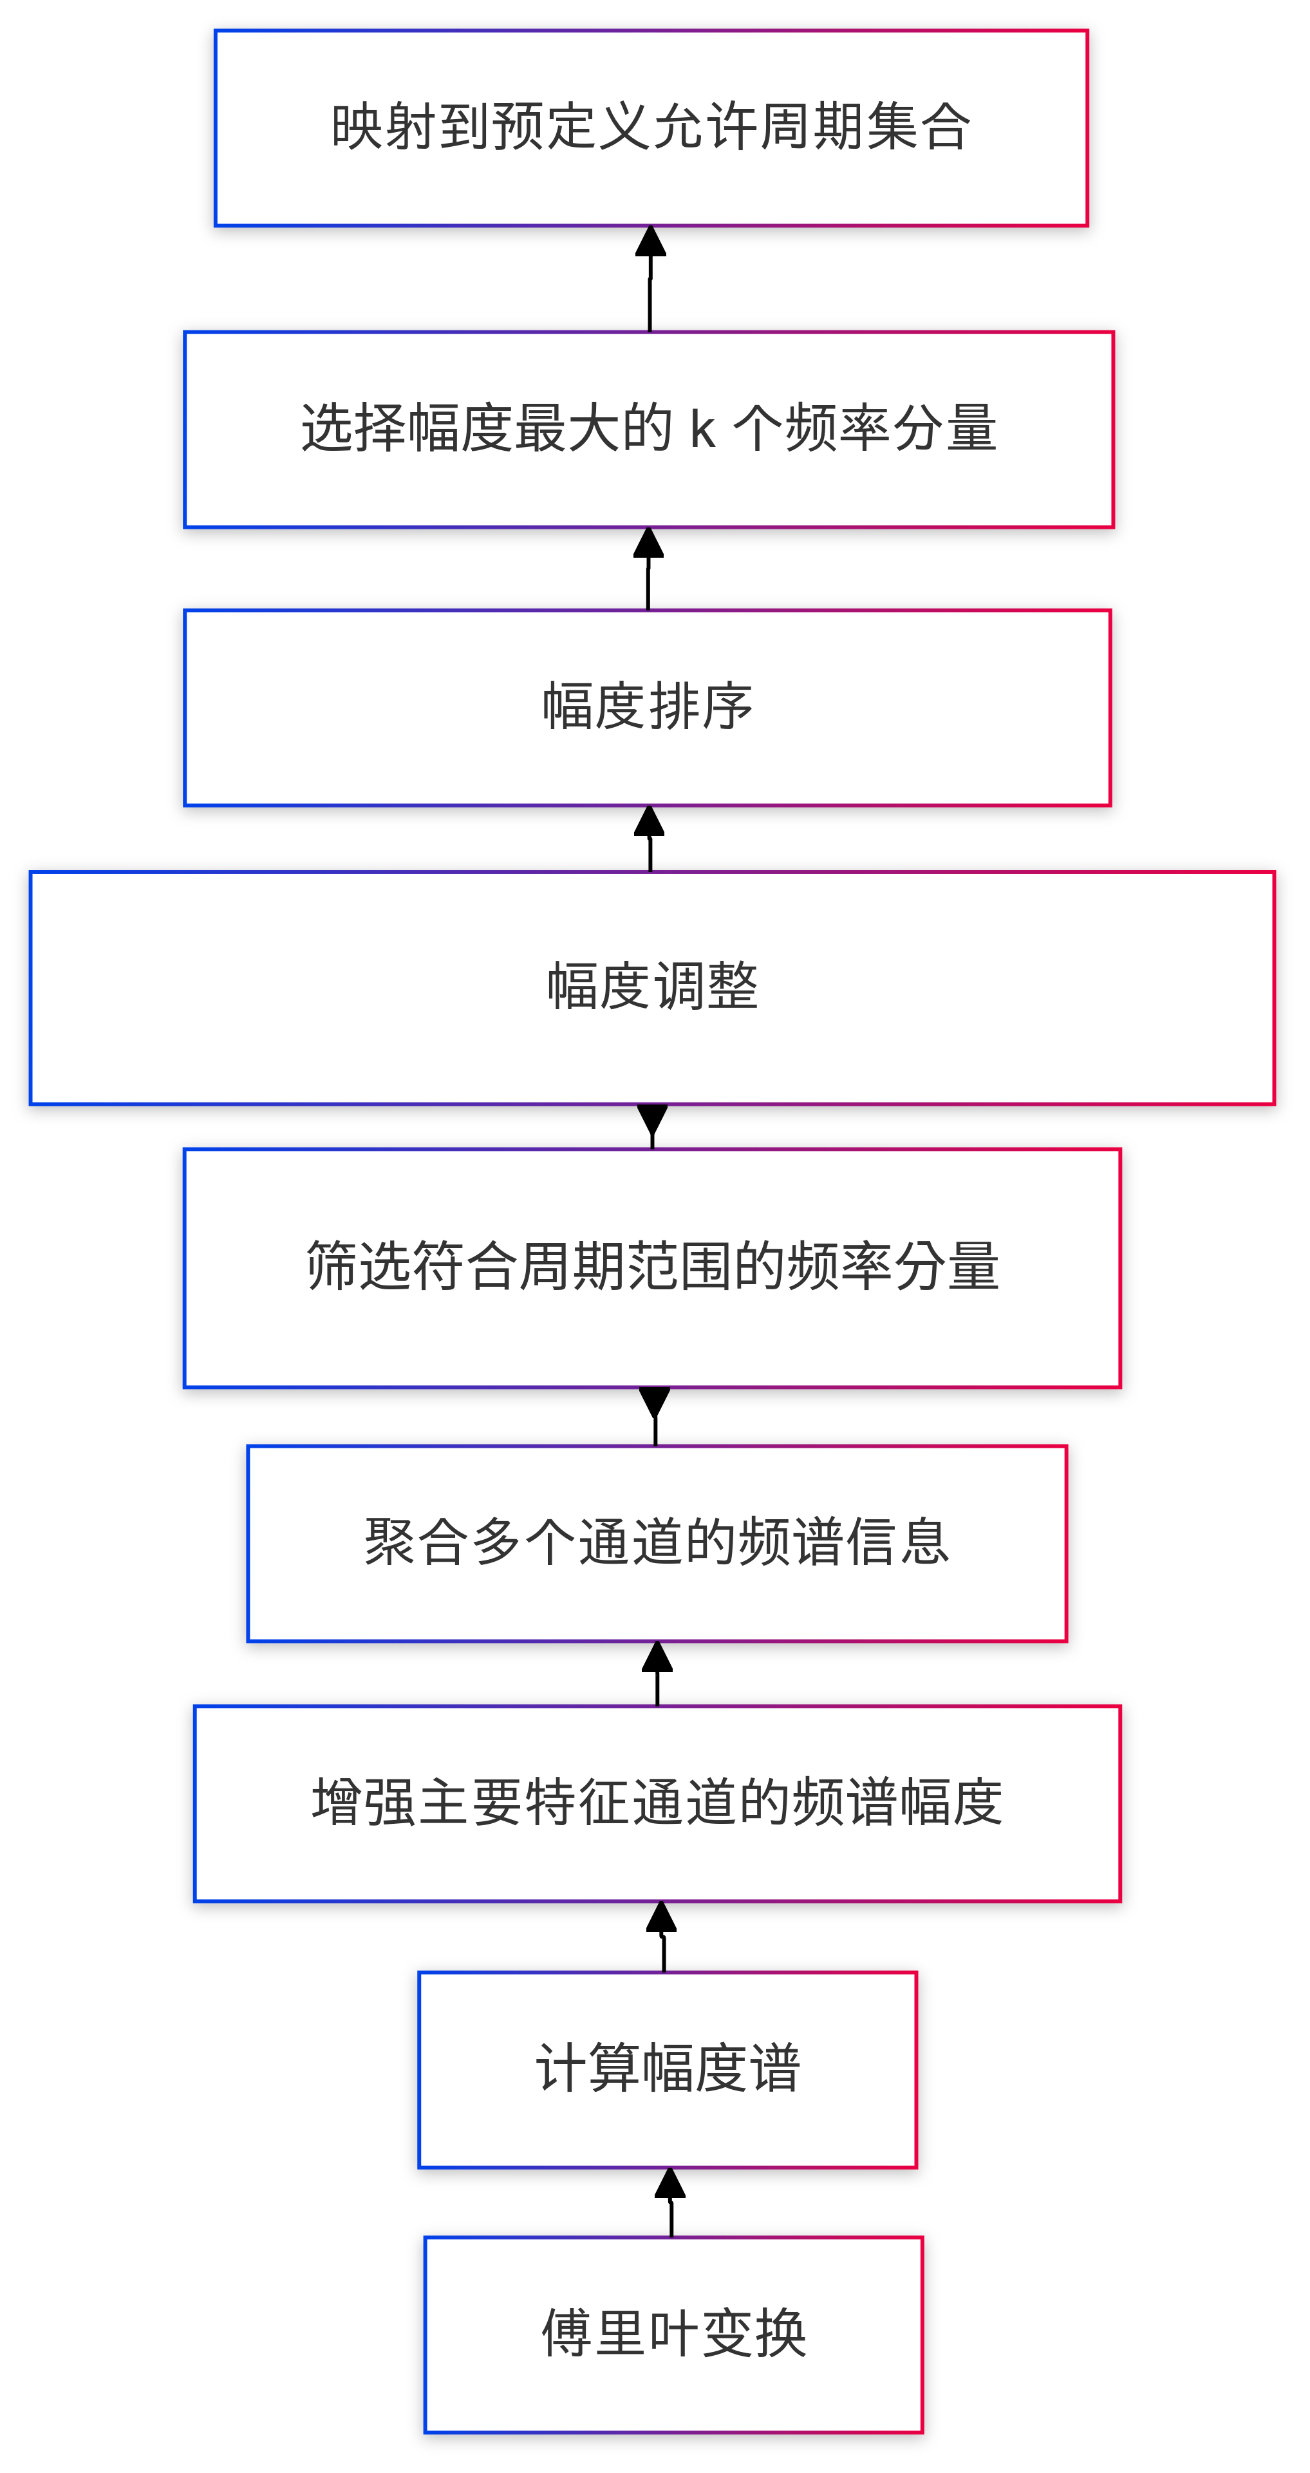 映射到预定义允许周期集合
选择幅度最大的 k 个频率分量
幅度排序
幅度调整
筛选符合周期范围的频率分量
聚合多个通道的频谱信息
增强主要特征通道的频谱幅度
计算幅度谱
傅里叶变换